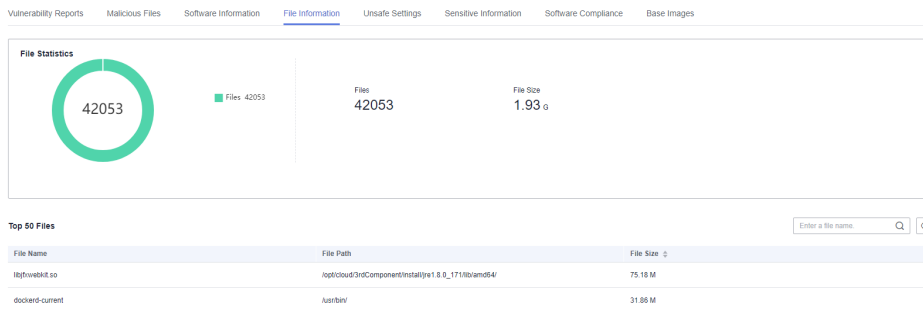 Vulnerability Reports Malicious Files Software Information File Information Unsafe Settings Sensitive Information Software Compliance Base Images
File Statistics
42053
Files 42053
Files File Size
42053 1.93 G
Top 50 Files Enter a file name.
File Name File Path File Size
libjfxwebkit.so /opt/cloud/3rdComponent/install/jre1.8.0_171/lib/amd64/ 75.18 M
dockerd-current /usr/bin/ 31.86 M